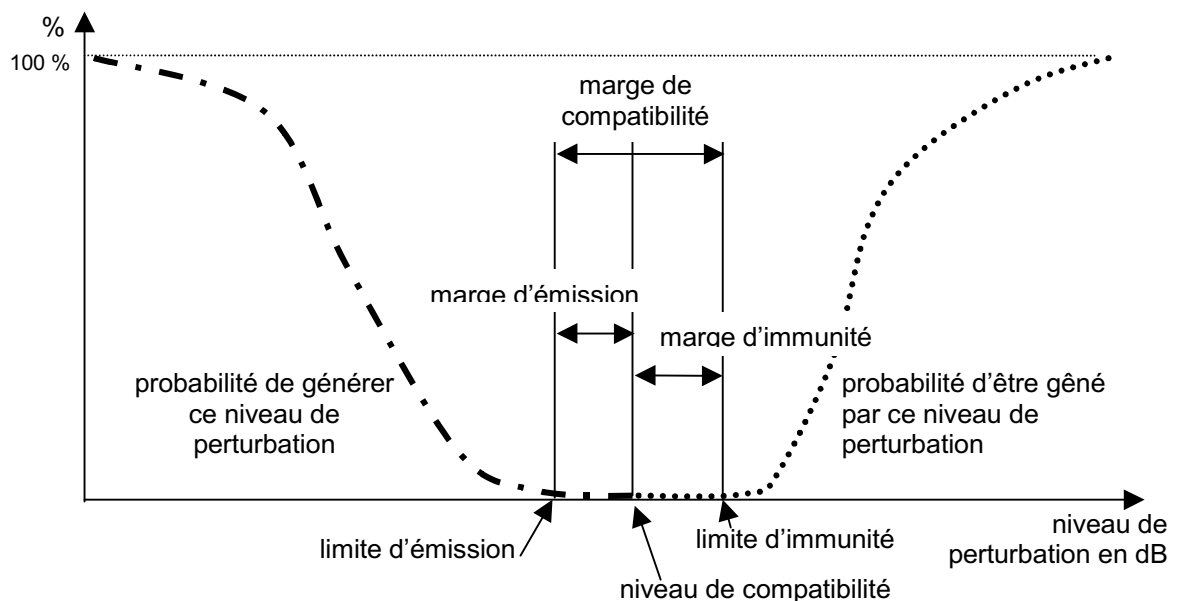 %
100 %
marge de
compatibilité
marge d’émission
marge d’immunité
probabilité de générer
ce niveau de
perturbation
probabilité d’être gêné
par ce niveau de
perturbation
limite d’émission
limite d’immunité
niveau de compatibilité
niveau de
perturbation en dB